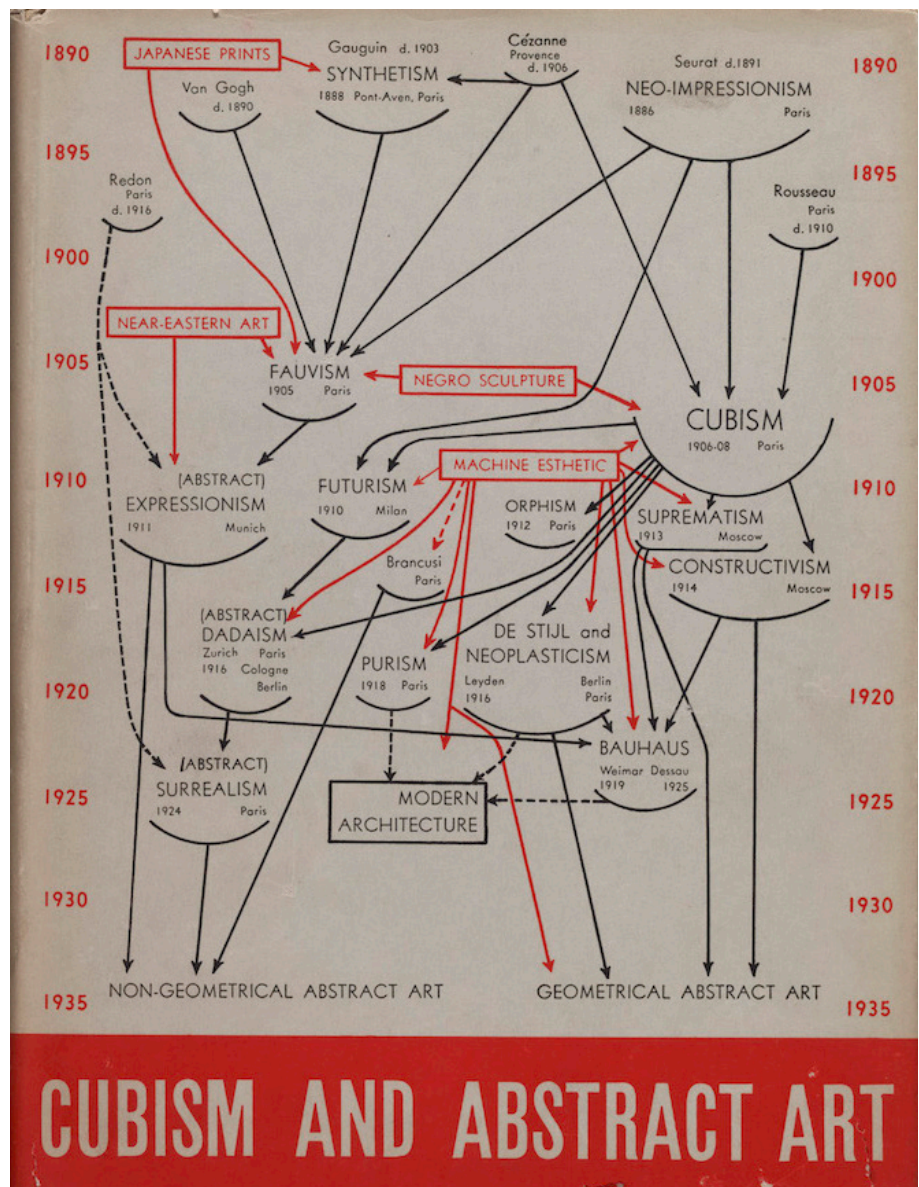 1890
JAPANESE PRINTS
Gauguin d. 1903
SYNTHETISM
1888 Pont-Aven, Paris
Cézanne
Provence
d. 1906
Seurat d.1891
NEO-IMPRESSIONISM
1886 Paris
1890
Van Gogh
d. 1890
1895
1895
Redon
Paris
d. 1916
Rousseau
Paris
d. 1910
1900
1900
NEAR-EASTERN ART
1905
FAUVISM
1905 Paris
NEGRO SCULPTURE
1905
CUBISM
1906-08 Paris
1910
(ABSTRACT)
EXPRESSIONISM
1911 Munich
MACHINE ESTHETIC
FUTURISM
1910 Milan
ORPHISM
1912 Paris
SUPREMATISM
1913 Moscow
1910
Brancusi
Paris
CONSTRUCTIVISM
1914 Moscow
1915
1915
(ABSTRACT)
DADAISM
Zurich Paris
1916 Cologne
Berlin
PURISM
1918 Paris
DE STIJL and
NEOPLASTICISM
Leyden Berlin
1916 Paris
1920
1920
BAUHAUS
Weimar Dessau
1919 1925
(ABSTRACT)
SURREALISM
1924 Paris
1925
MODERN
ARCHITECTURE
1925
1930
1930
NON-GEOMETRICAL ABSTRACT ART
GEOMETRICAL ABSTRACT ART
1935
1935
CUBISM AND ABSTRACT ART